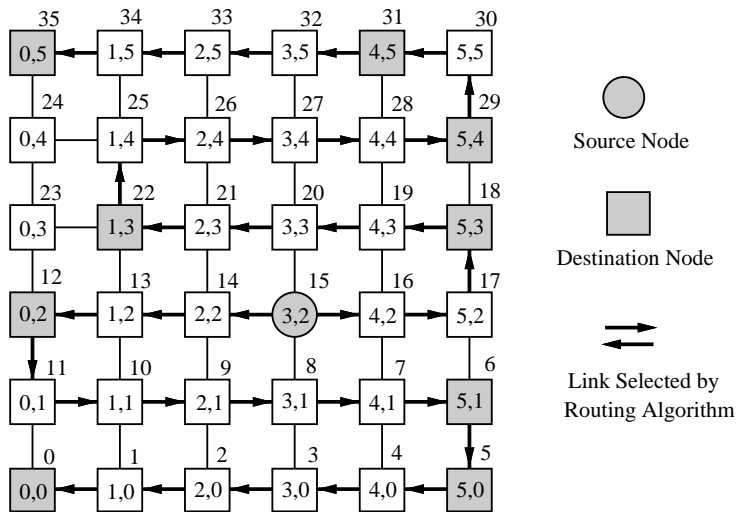 35 34 33 32 31 30
0,5 1,5 2,5 3,5 4,5 5,5
24 25 26 27 28 29
0,4 1,4 2,4 3,4 4,4 5,4
Source Node
23 22 21 20 19 18
0,3 1,3 2,3 3,3 4,3 5,3
Destination Node
12 13 14 15 16 17
0,2 1,2 2,2 3,2 4,2 5,2
11 10 9 8 7 6
0,1 1,1 2,1 3,1 4,1 5,1
Link Selected by
Routing Algorithm
0 1 2 3 4 5
0,0 1,0 2,0 3,0 4,0 5,0